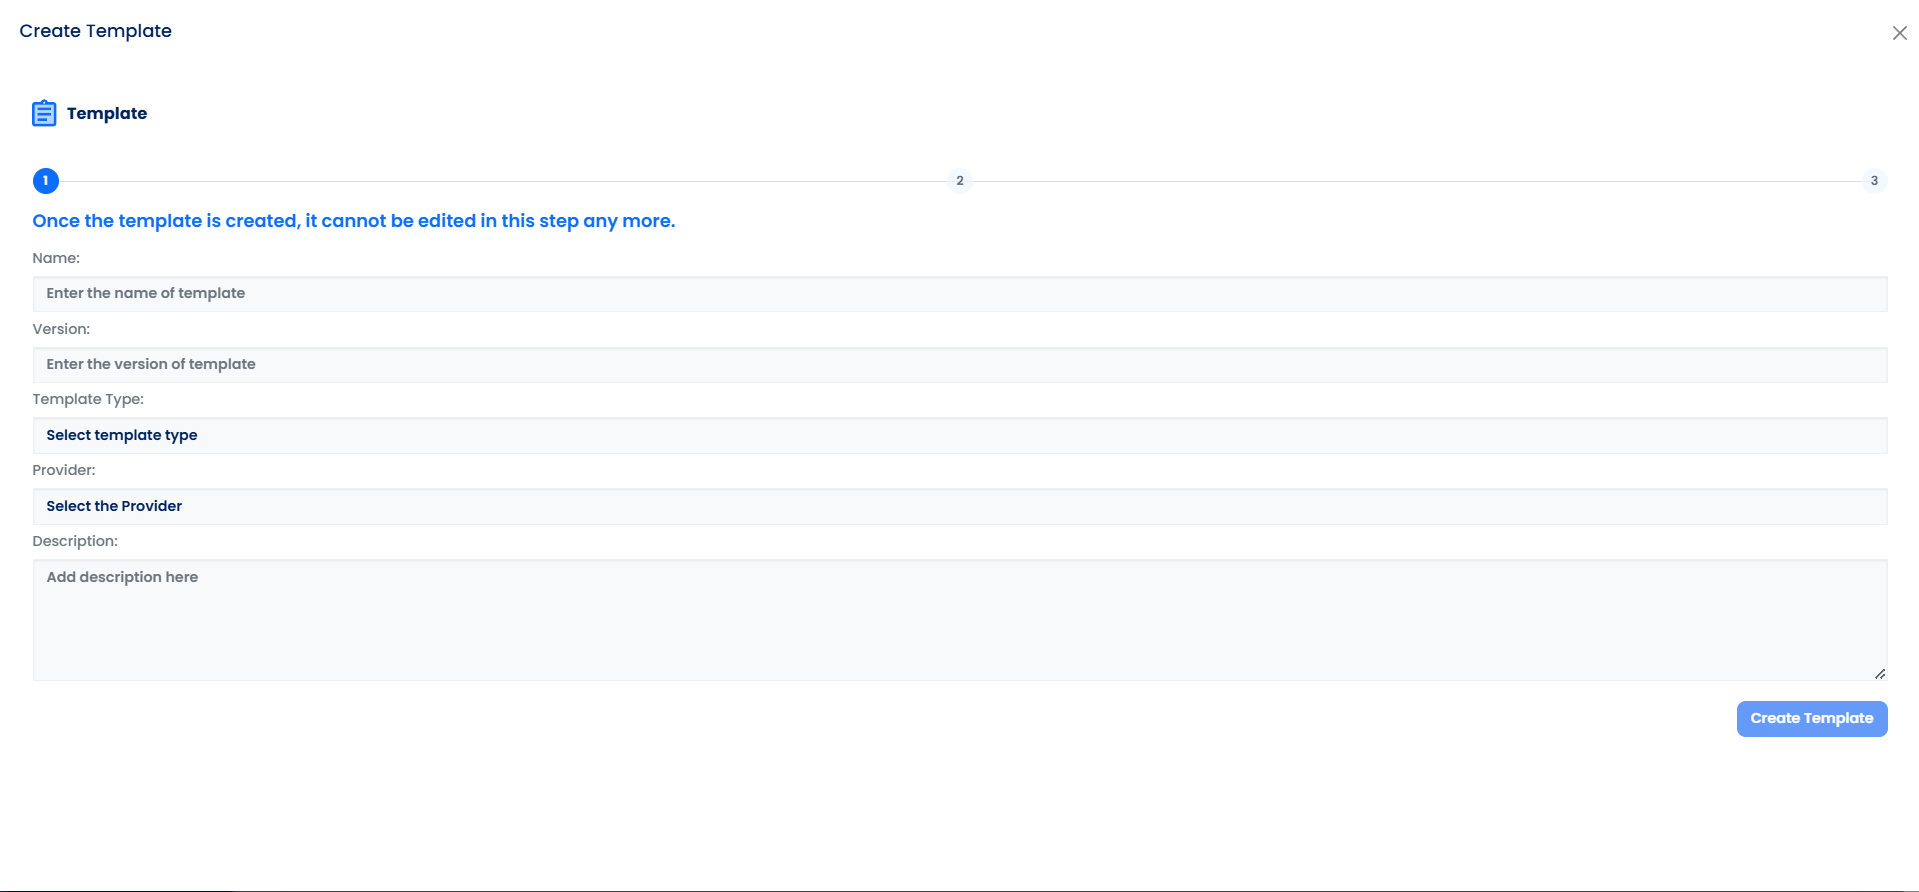 Create Template
Template
1
2
3
Once the template is created, it cannot be edited in this step any more.
Name:
Enter the name of template
Version:
Enter the version of template
Template Type:
Select template type
Provider:
Select the Provider
Description:
Add description here
Create Template